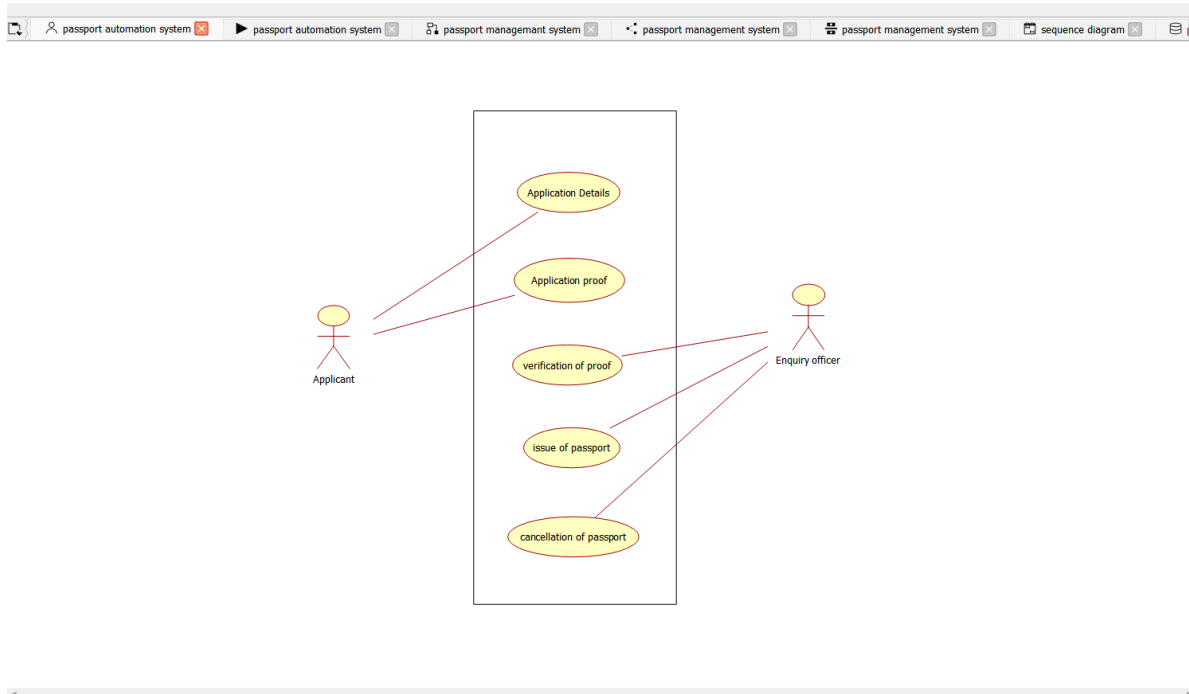 passport automation system
passport automation system
passport managemant system
passport management system
passport management system
sequence diagram
Application Details
Application proof
Applicant
verification of proof
Enquiry officer
issue of passport
cancellation of passport